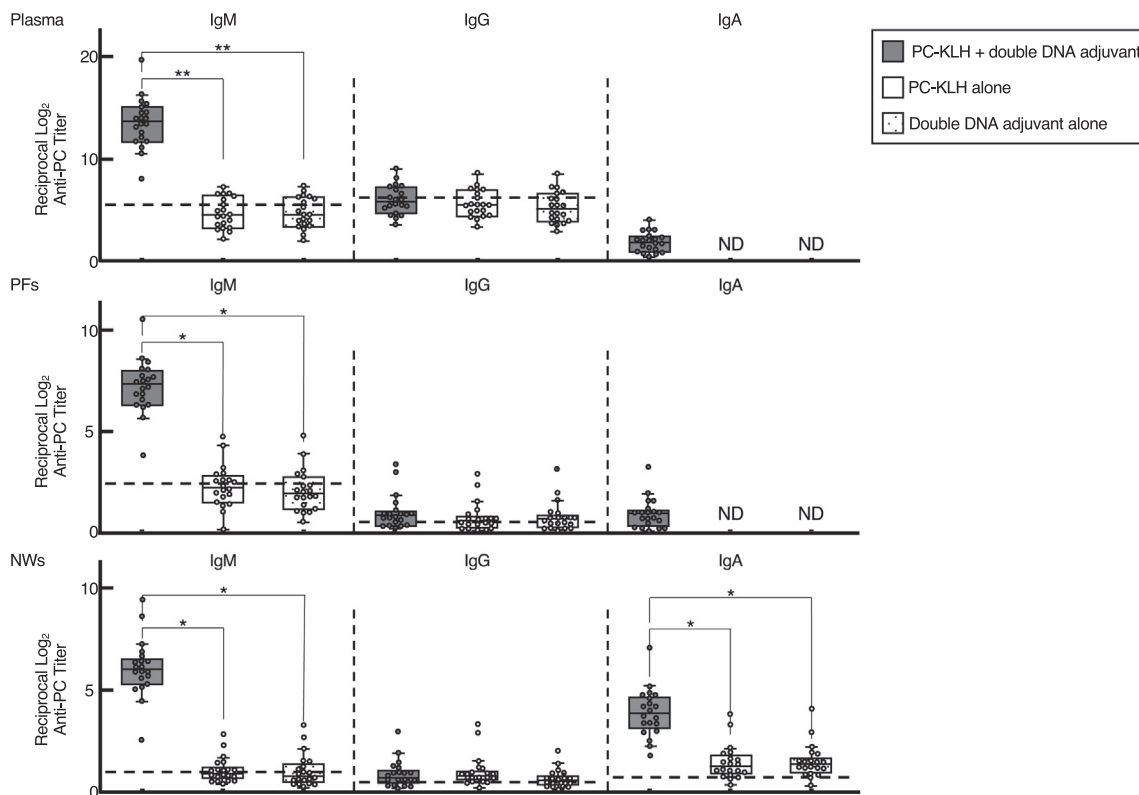 Plasma IgM IgG IgA
PC-KLH + double DNA adjuvant
PC-KLH alone
Double DNA adjuvant alone
Reciprocal Log₂
Anti-PC Titer
20
10
0
**
**
ND ND
PFs IgM IgG IgA
Reciprocal Log₂
Anti-PC Titer
10
5
0
*
*
ND ND
NWs IgM IgG IgA
Reciprocal Log₂
Anti-PC Titer
10
5
0
*
*
*
*